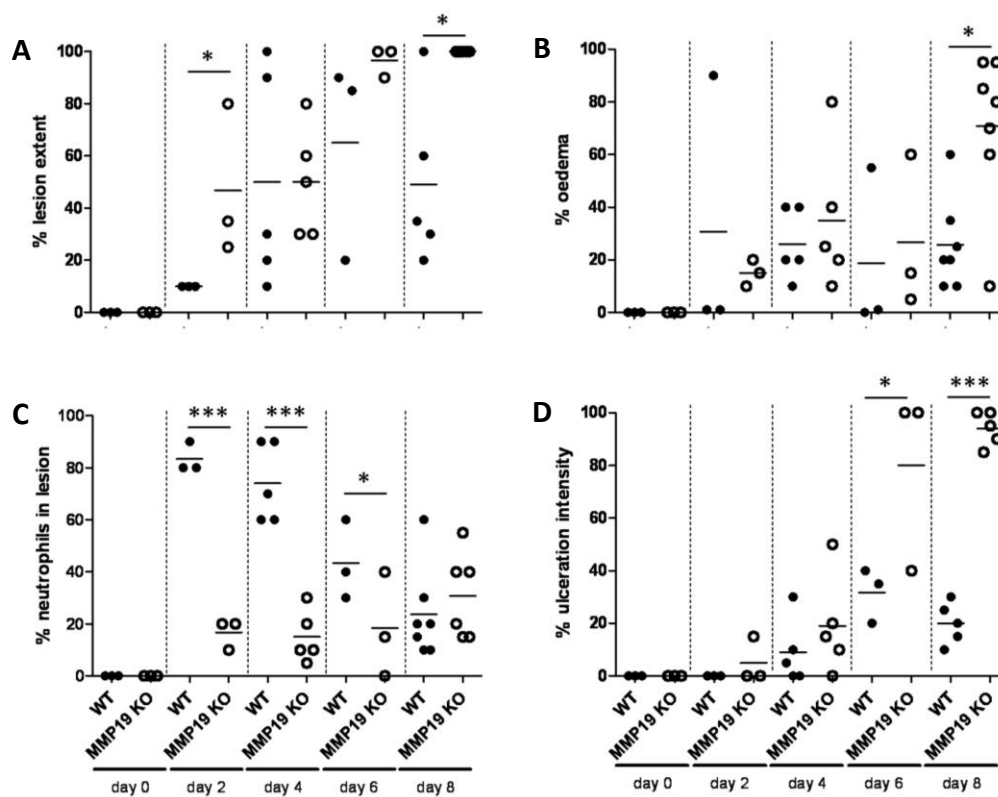 A
% lesion extent
100
80
60
40
20
0
*
*
B
% oedema
100
80
60
40
20
0
*
C
% neutrophils in lesion
100
80
60
40
20
0
***
***
*
WT
MMP19 KO
WT
MMP19 KO
WT
MMP19 KO
WT
MMP19 KO
WT
MMP19 KO
day 0
day 2
day 4
day 6
day 8
D
% ulceration intensity
100
80
60
40
20
0
*
***
WT
MMP19 KO
WT
MMP19 KO
WT
MMP19 KO
WT
MMP19 KO
WT
MMP19 KO
day 0
day 2
day 4
day 6
day 8